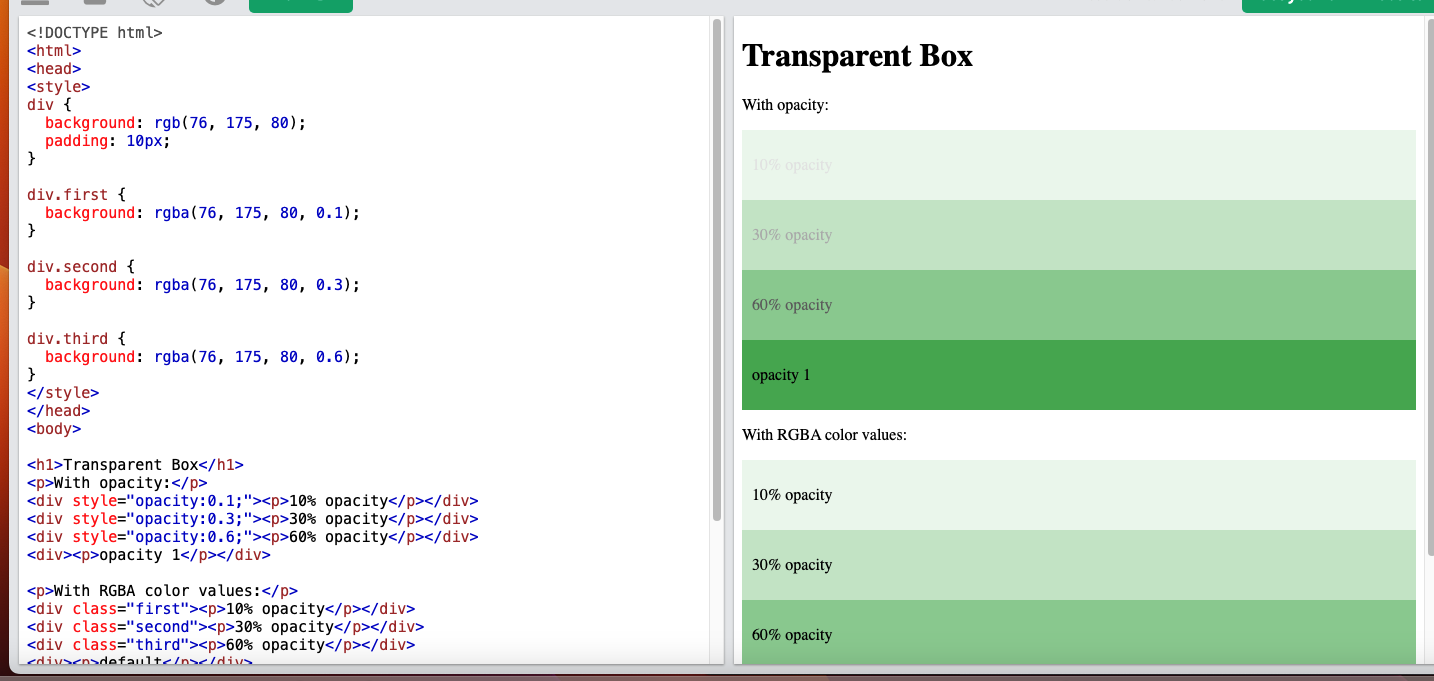 <!DOCTYPE html>
<html>
<head>
<style>
div {
  background: rgb(76, 175, 80);
  padding: 10px;
}

div.first {
  background: rgba(76, 175, 80, 0.1);
}

div.second {
  background: rgba(76, 175, 80, 0.3);
}

div.third {
  background: rgba(76, 175, 80, 0.6);
}
</style>
</head>
<body>

<h1>Transparent Box</h1>
<p>With opacity:</p>
<div style="opacity:0.1;"><p>10% opacity</p></div>
<div style="opacity:0.3;"><p>30% opacity</p></div>
<div style="opacity:0.6;"><p>60% opacity</p></div>
<div><p>opacity 1</p></div>

<p>With RGBA color values:</p>
<div class="first"><p>10% opacity</p></div>
<div class="second"><p>30% opacity</p></div>
<div class="third"><p>60% opacity</p></div>
<div><p>default</p></div>
Transparent Box
With opacity:
10% opacity
30% opacity
60% opacity
opacity 1
With RGBA color values:
10% opacity
30% opacity
60% opacity